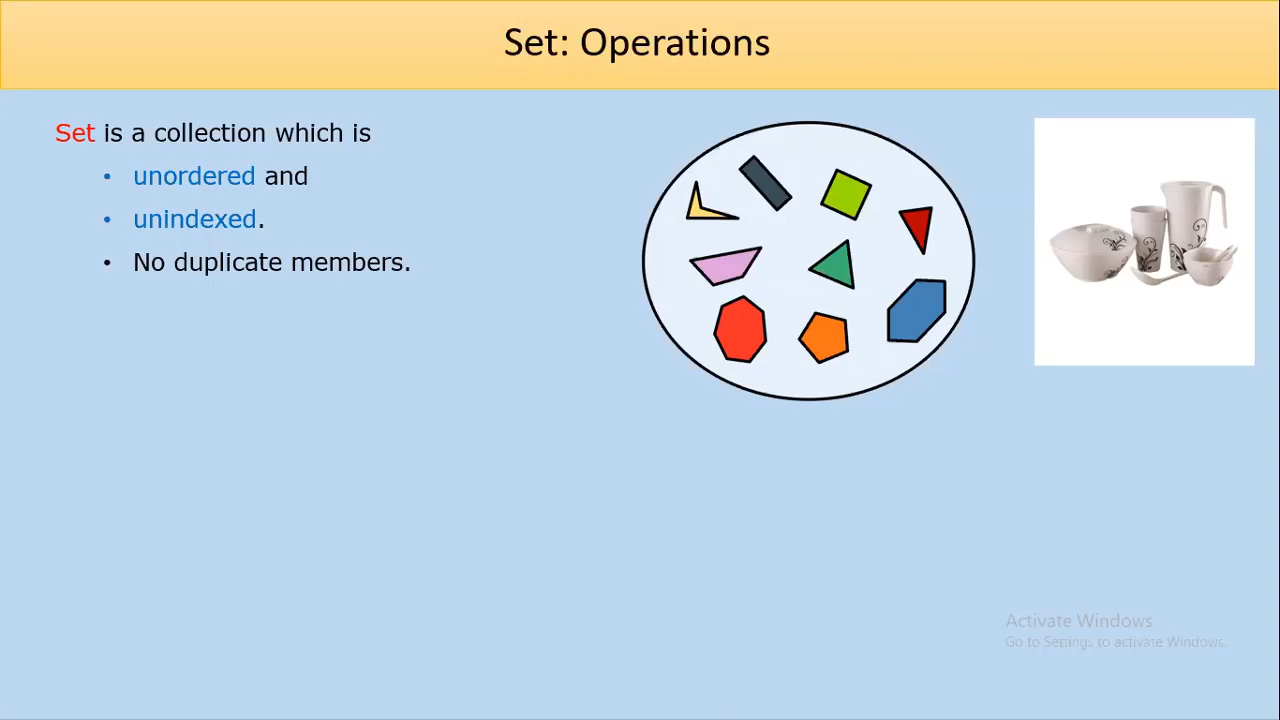 Set: Operations
Set is a collection which is
• unordered and
• unindexed.
• No duplicate members.
Activate Windows
Go to Settings to activate Windows.